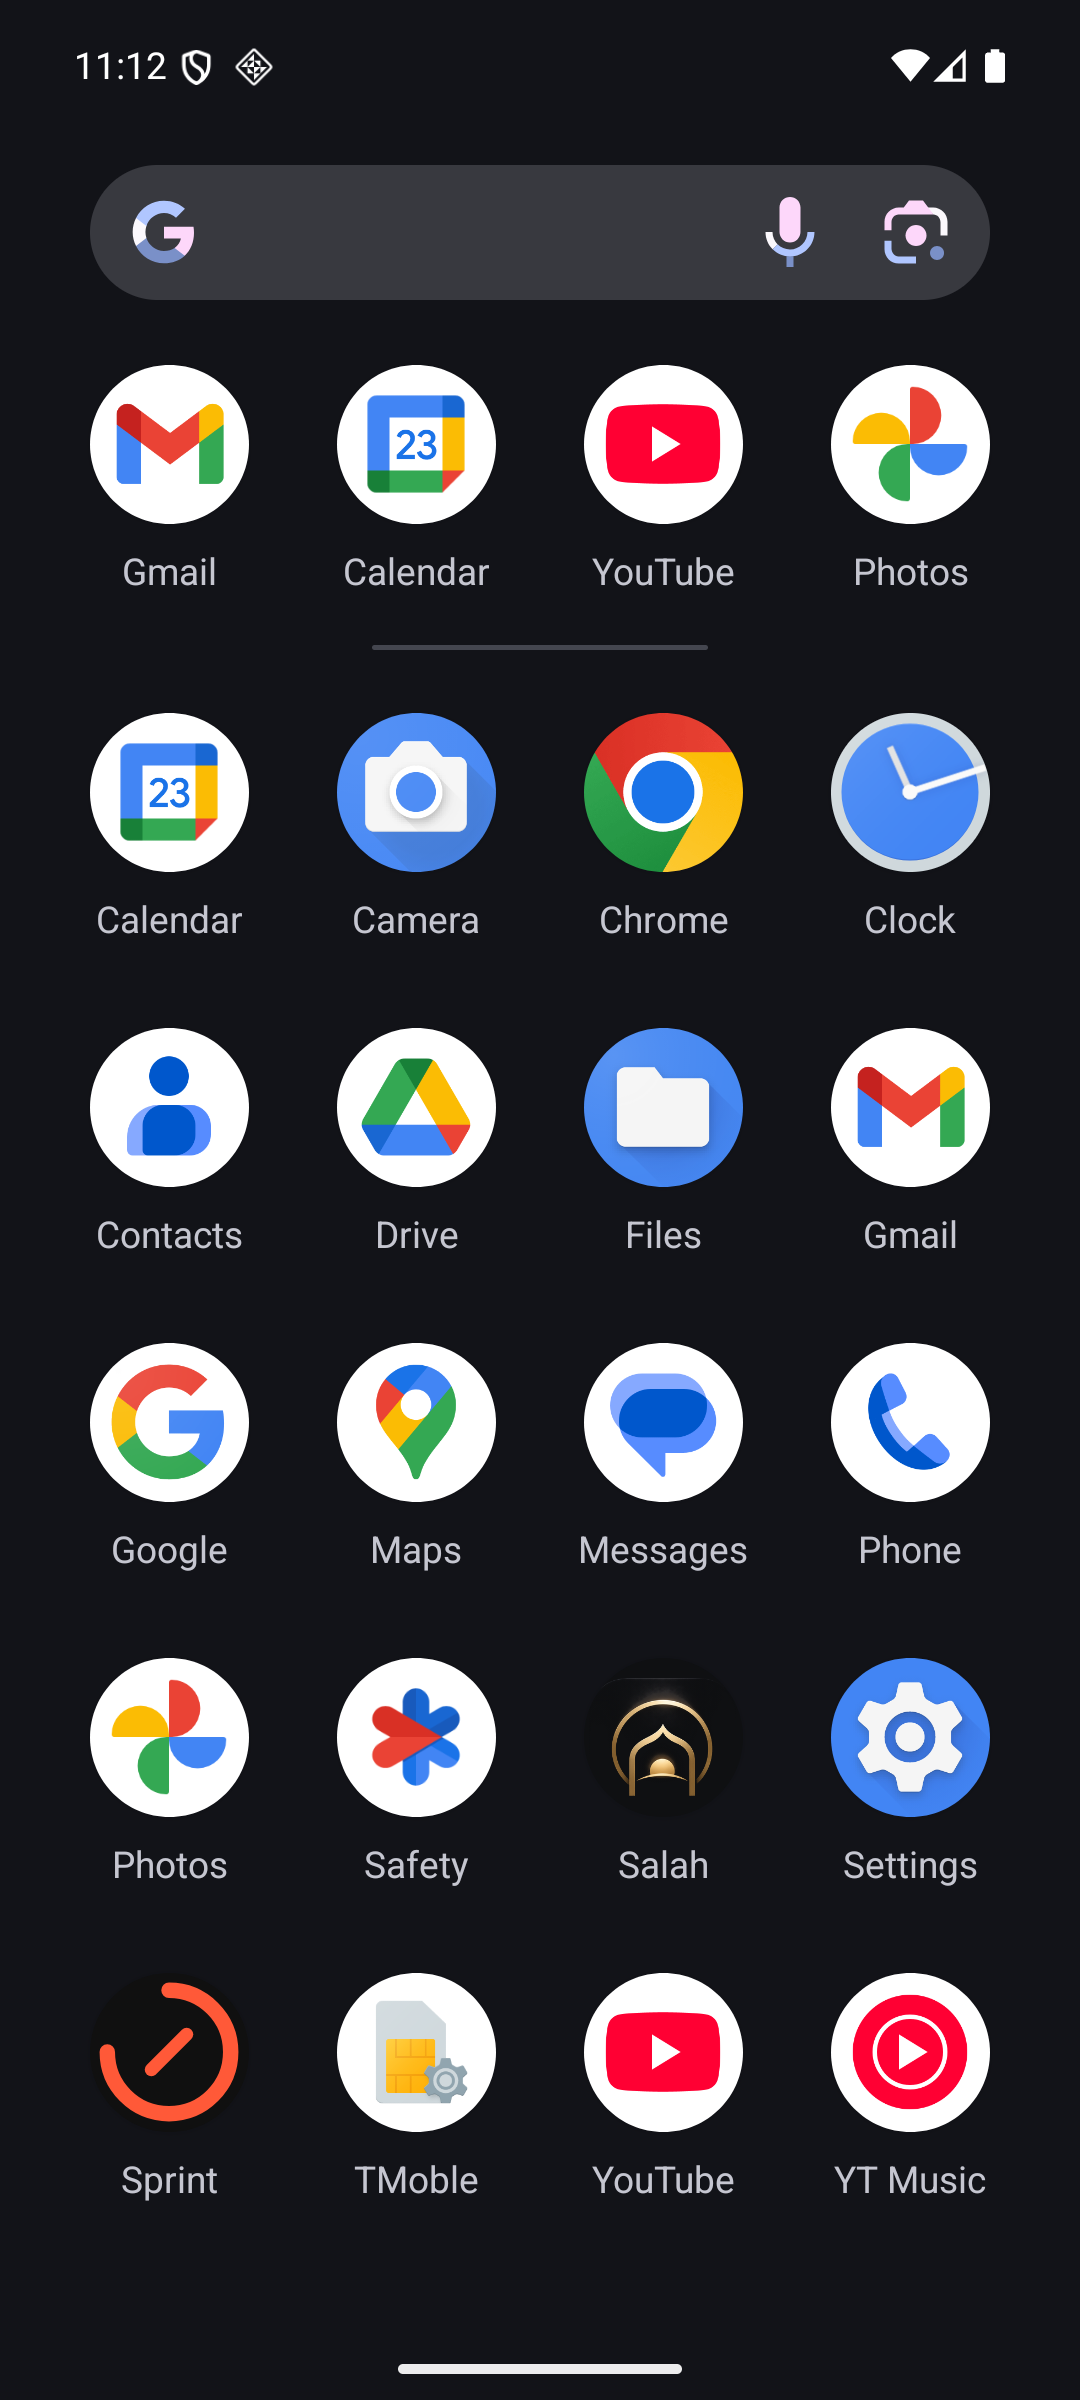 11:12
Gmail Calendar YouTube Photos
Calendar Camera Chrome Clock
Contacts Drive Files Gmail
Google Maps Messages Phone
Photos Safety Salah Settings
Sprint TMoble YouTube YT Music
23
23